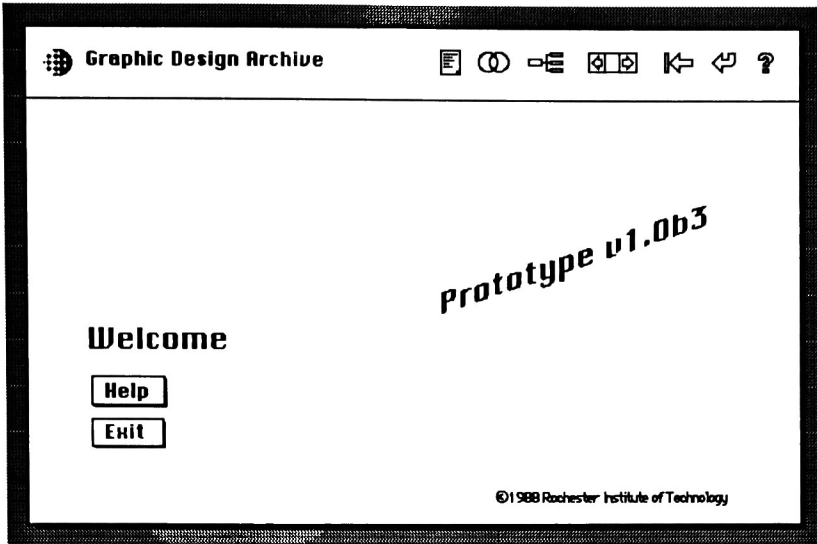 Graphic Design Archive ?
Prototype v1.0b3
Welcome
Help
Exit
©1988 Rochester Institute of Technology